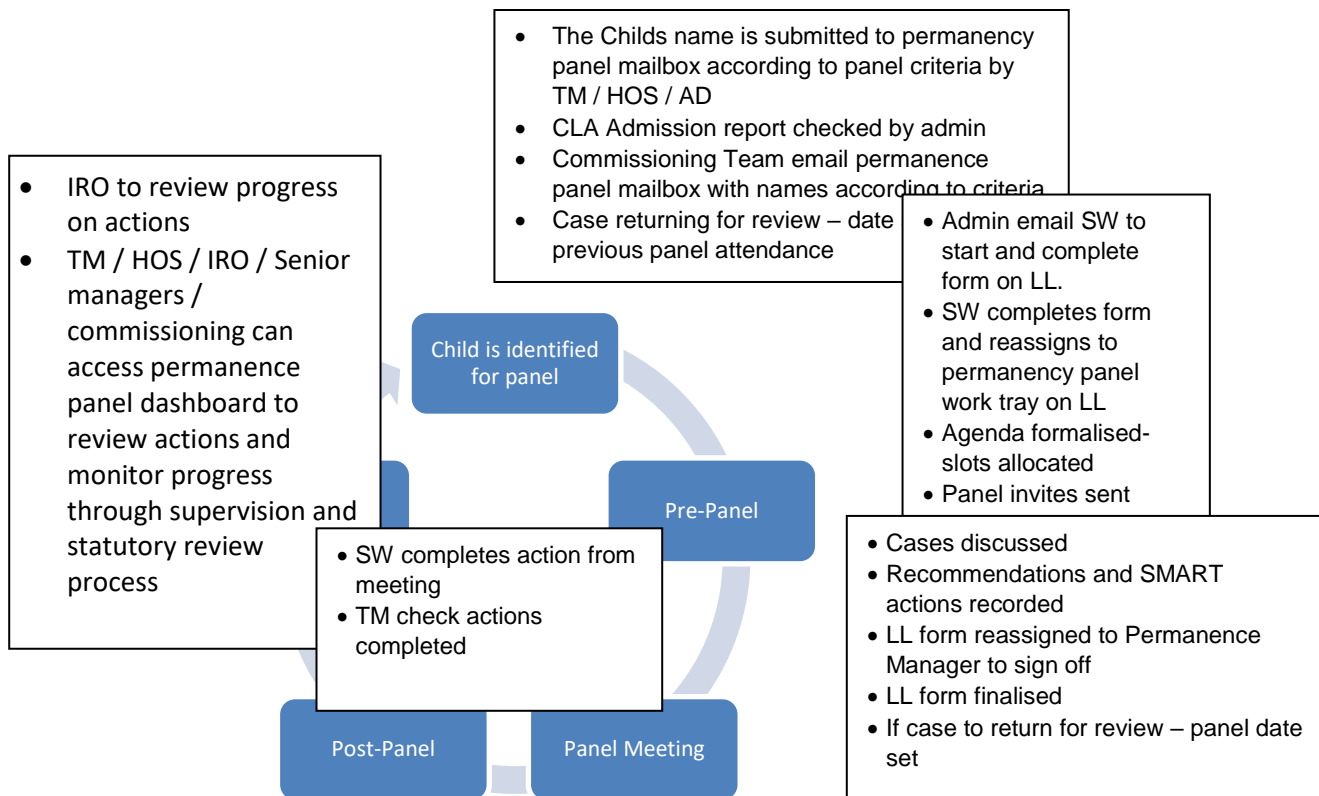 • The Childs name is submitted to permanency
panel mailbox according to panel criteria by
TM / HOS / AD
• CLA Admission report checked by admin
• Commissioning Team email permanence
panel mailbox with names according to criteria
• Case returning for review – date
previous panel attendance
• Admin email SW to
start and complete
form on LL.
• SW completes form
and reassigns to
permanency panel
work tray on LL
• Agenda formalised-
slots allocated
• Panel invites sent
• Cases discussed
• Recommendations and SMART
actions recorded
• LL form reassigned to Permanence
Manager to sign off
• LL form finalised
• If case to return for review – panel date
set
• SW completes action from
meeting
• TM check actions
completed
• IRO to review progress
on actions
• TM / HOS / IRO / Senior
managers /
commissioning can
access permanence
panel dashboard to
review actions and
monitor progress
through supervision and
statutory review
process
Child is identified
for panel
Pre-Panel
Panel Meeting
Post-Panel